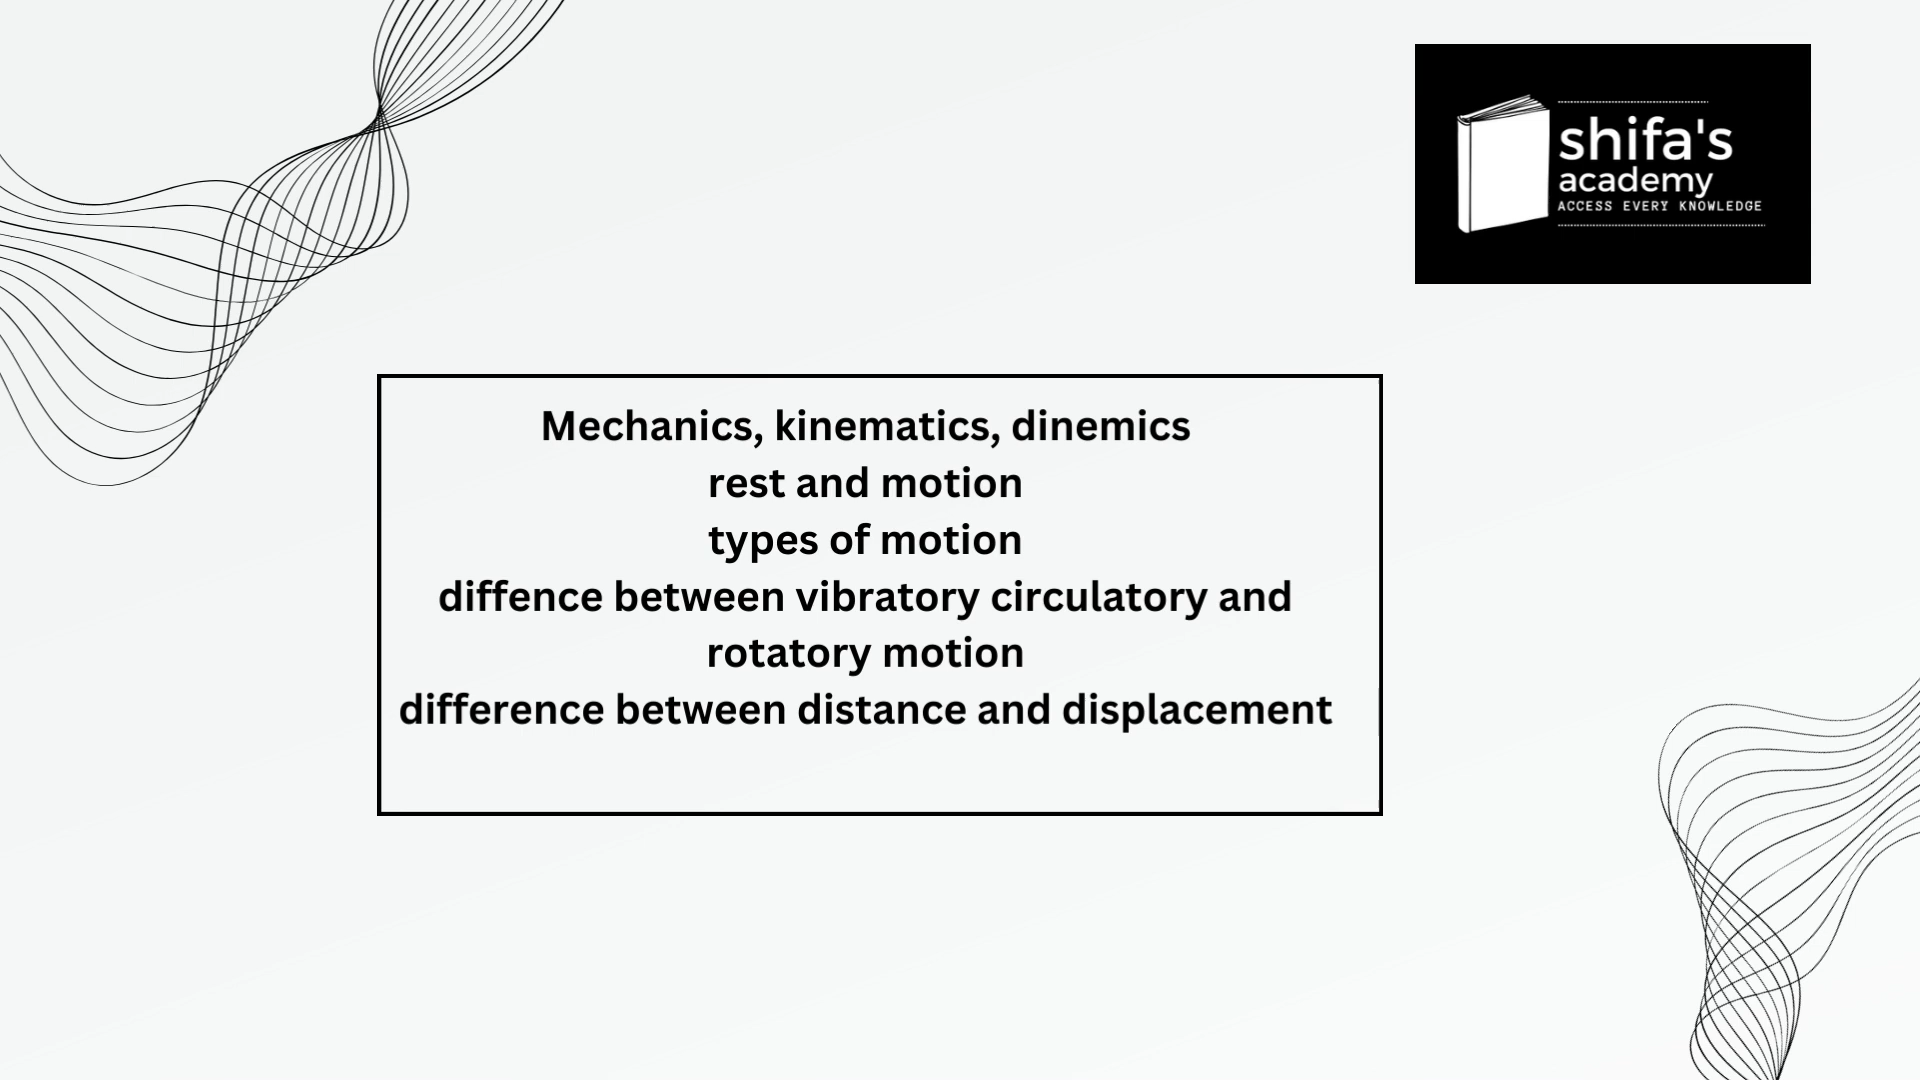 shifa's
academy
ACCESS EVERY KNOWLEDGE
Mechanics, kinematics, dinemics
rest and motion
types of motion
diffence between vibratory circulatory and
rotatory motion
difference between distance and displacement